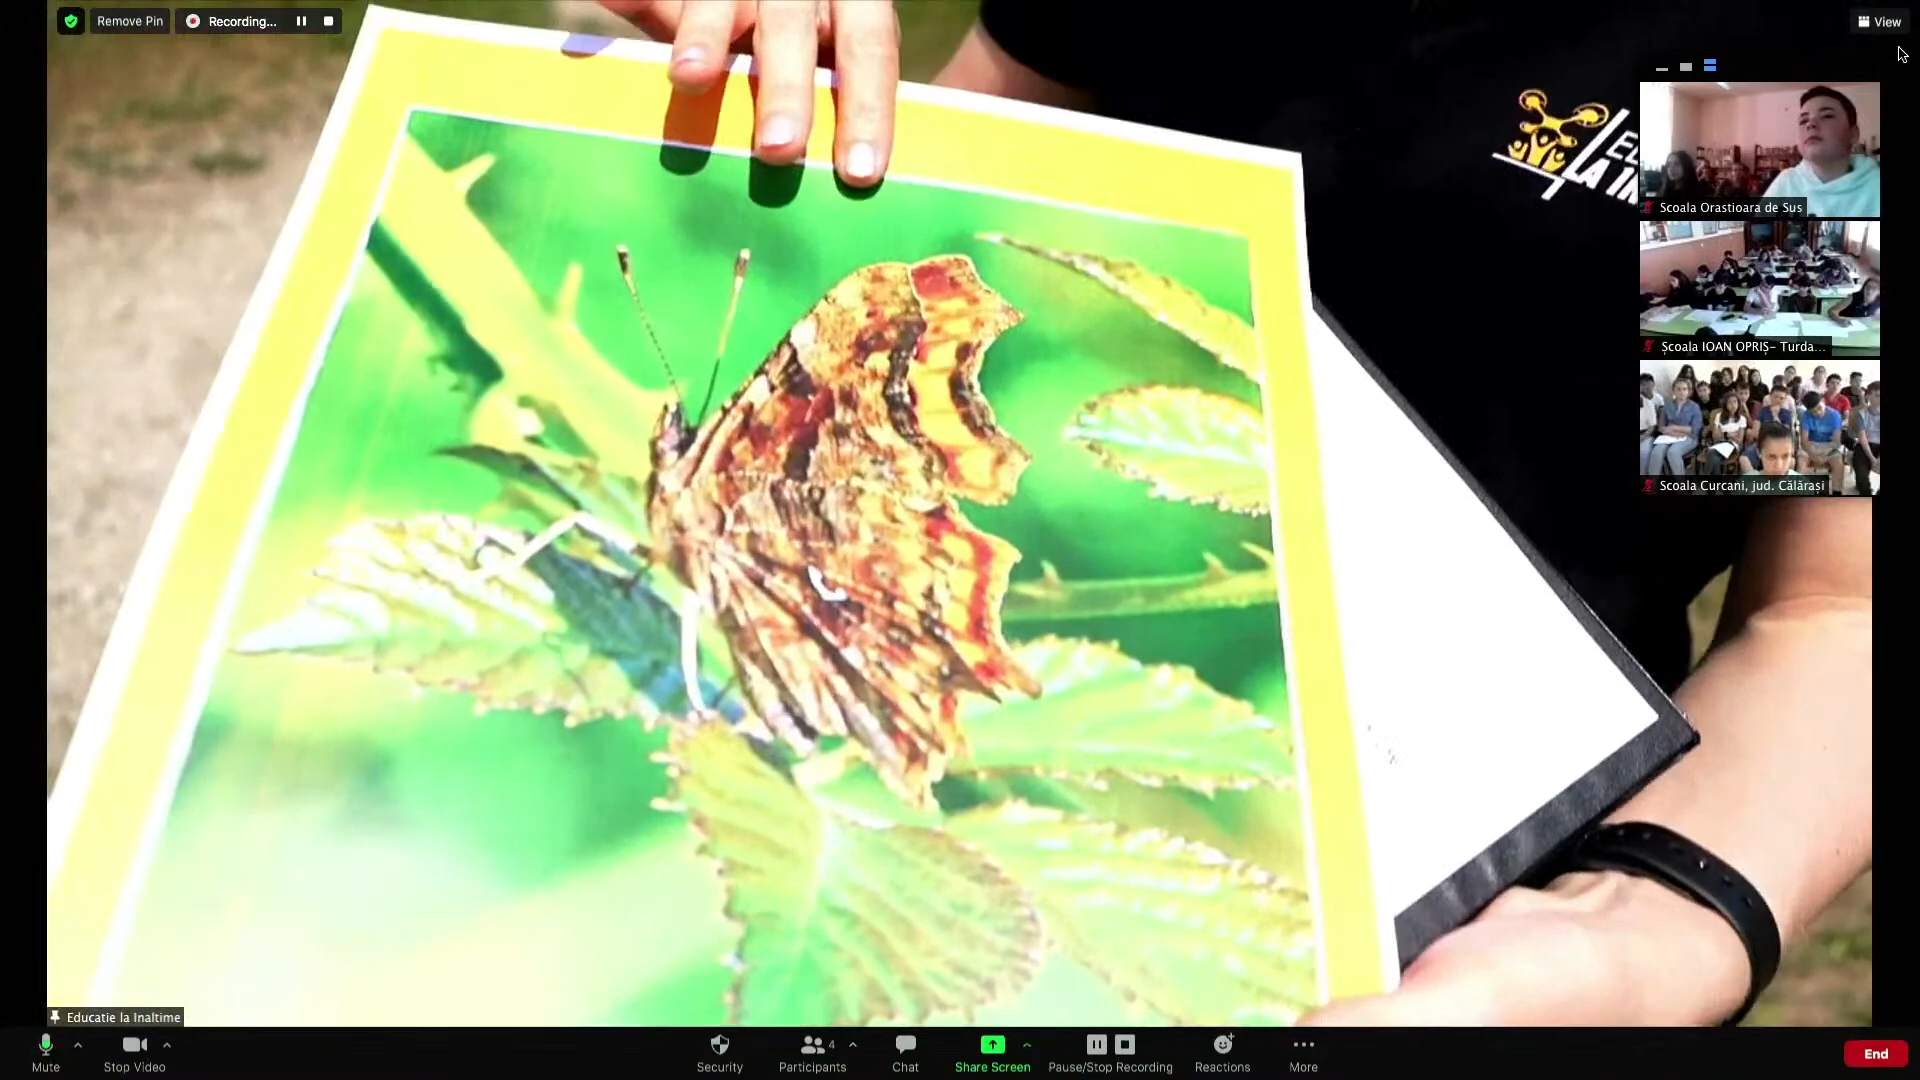 Remove Pin
Recording...
View
LA
Scoala Orastioara de Sus
Școala IOAN OPRIȘ- Turda...
Scoala Curcani, jud. Călărași
Educatie la Inaltime
Mute
Stop Video
Security
Participants
4
Chat
Share Screen
Pause/Stop Recording
Reactions
More
End